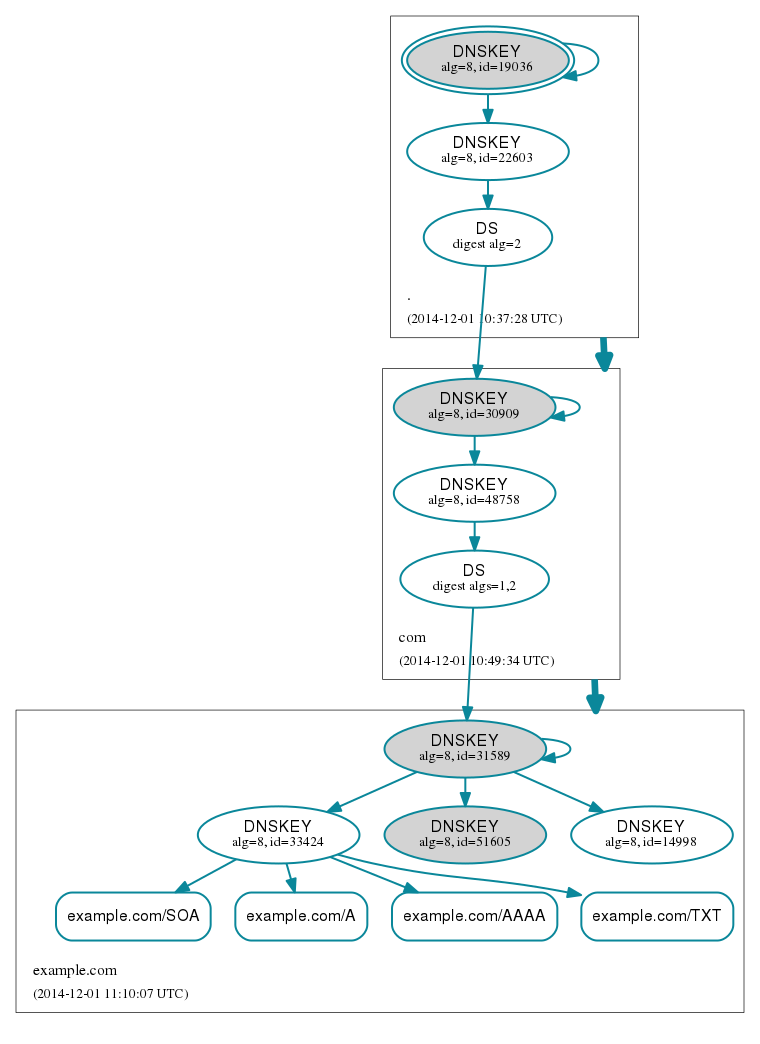 DNSKEY
alg=8, id=19036
DNSKEY
alg=8, id=22603
DS
digest alg=2
.
(2014-12-01 10:37:28 UTC)
DNSKEY
alg=8, id=30909
DNSKEY
alg=8, id=48758
DS
digest algs=1,2
com
(2014-12-01 10:49:34 UTC)
DNSKEY
alg=8, id=31589
DNSKEY
alg=8, id=33424
DNSKEY
alg=8, id=51605
DNSKEY
alg=8, id=14998
example.com/SOA
example.com/A
example.com/AAAA
example.com/TXT
example.com
(2014-12-01 11:10:07 UTC)